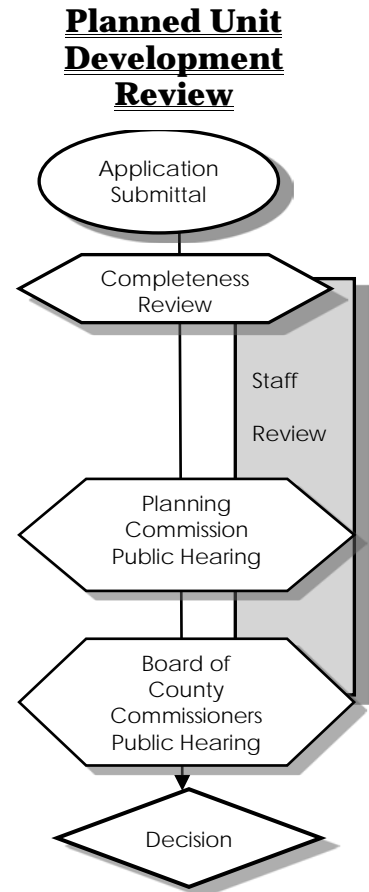 Planned Unit
Development
Review
Application
Submittal
Completeness
Review
Staff
Review
Planning
Commission
Public Hearing
Board of
County
Commissioners
Public Hearing
Decision